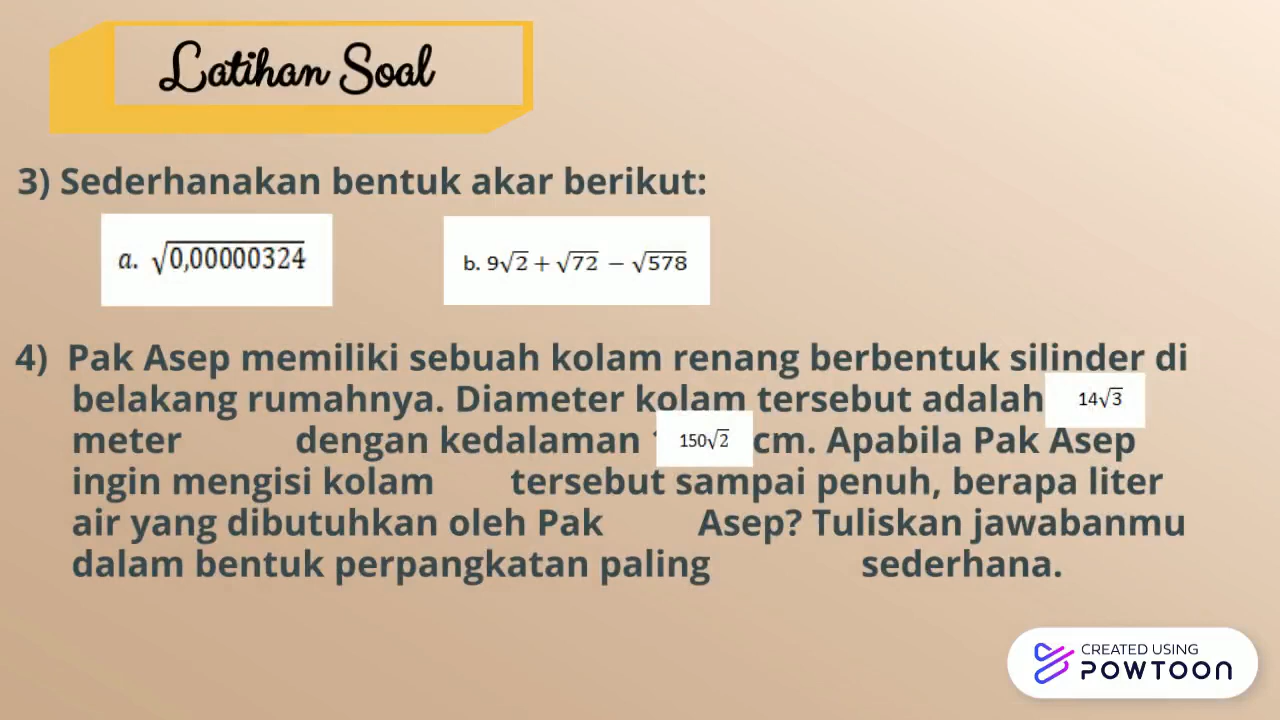 Latihan Soal
3) Sederhanakan bentuk akar berikut:
a. √0,00000324 b. 9√2 + √72 − √578
4) Pak Asep memiliki sebuah kolam renang berbentuk silinder di
belakang rumahnya. Diameter kolam tersebut adalah 14√3
meter dengan kedalaman 150√2 cm. Apabila Pak Asep
ingin mengisi kolam tersebut sampai penuh, berapa liter
air yang dibutuhkan oleh Pak Asep? Tuliskan jawabanmu
dalam bentuk perpangkatan paling sederhana.
CREATED USING
POWTOON